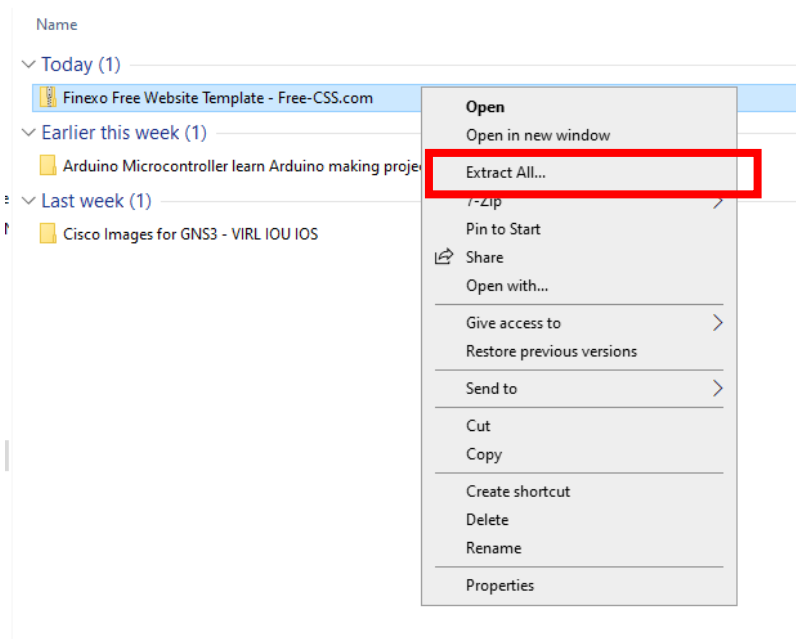 Name
Today (1)
Finexo Free Website Template - Free-CSS.com
Earlier this week (1)
Arduino Microcontroller learn Arduino making
Last week (1)
Cisco Images for GNS3 - VIRL IOU IOS
Open
Open in new window
Extract All...
7-Zip
Pin to Start
Share
Open with...
Give access to
Restore previous versions
Send to
Cut
Copy
Create shortcut
Delete
Rename
Properties